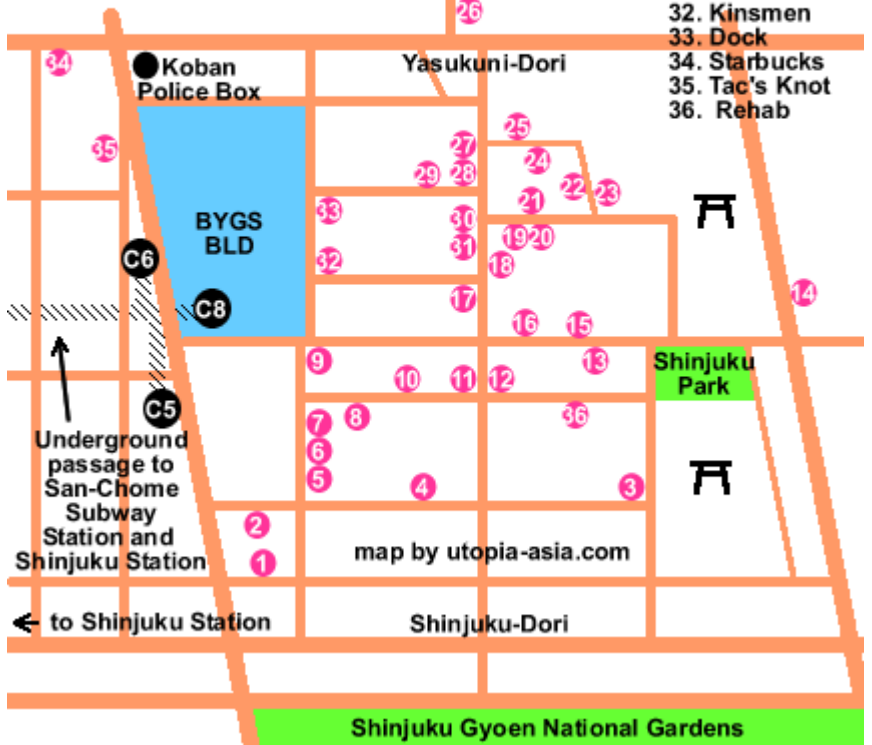 26
32. Kinsmen
33. Dock
34. Starbucks
35. Tac's Knot
36. Rehab
34
Koban
Police Box
Yasukuni-Dori
35
25
27
24
29
28
22
23
21
33
BYGS
BLD
30
19
20
31
C6
32
18
C8
17
14
16
15
9
10
11
12
13
Shinjuku
Park
C5
7
8
36
6
5
4
3
Underground
passage to
San-Chome
Subway
Station and
Shinjuku Station
2
1
map by utopia-asia.com
to Shinjuku Station
Shinjuku-Dori
Shinjuku Gyoen National Gardens